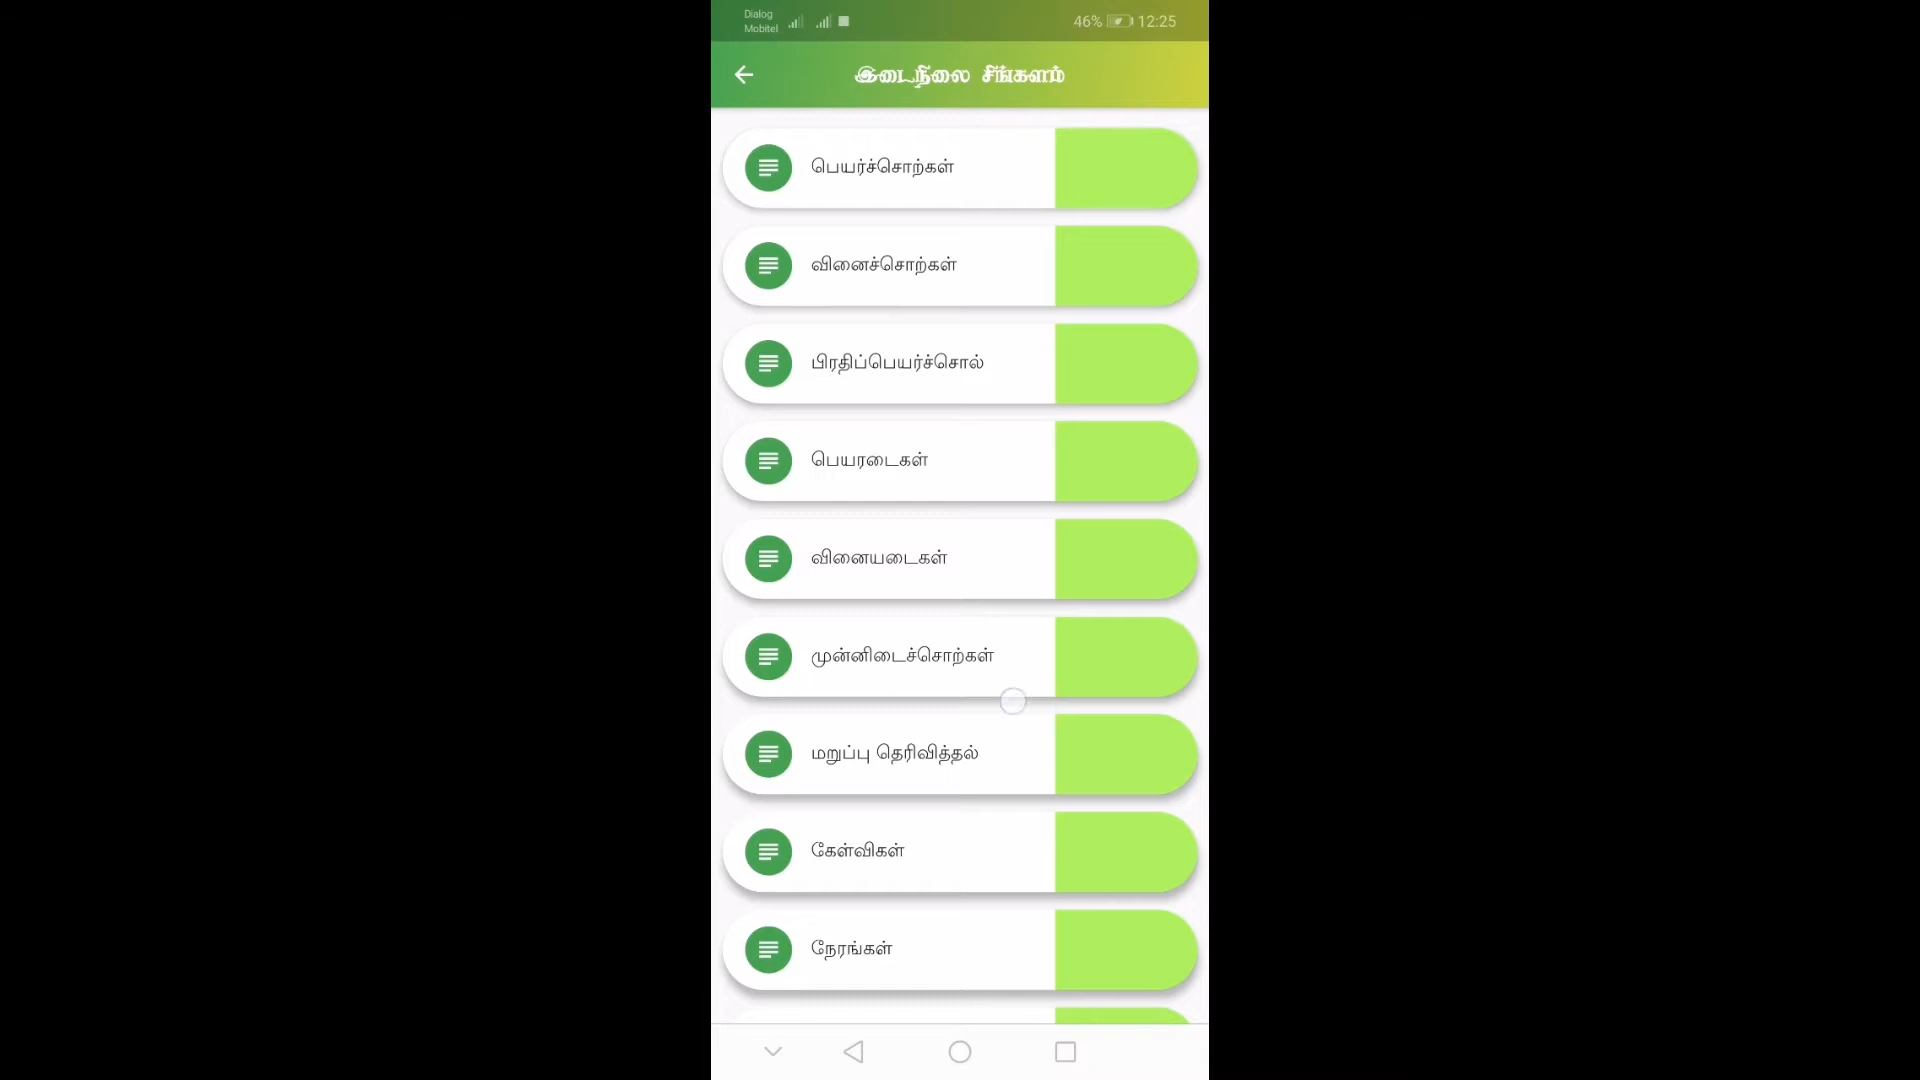 Dialog
Mobitel
46% 12:25
இடைநிலை சிங்களம்
பெயர்ச்சொற்கள்
வினைச்சொற்கள்
பிரதிப்பெயர்ச்சொல்
பெயரடைகள்
வினையடைகள்
முன்னிடைச்சொற்கள்
மறுப்பு தெரிவித்தல்
கேள்விகள்
நேரங்கள்